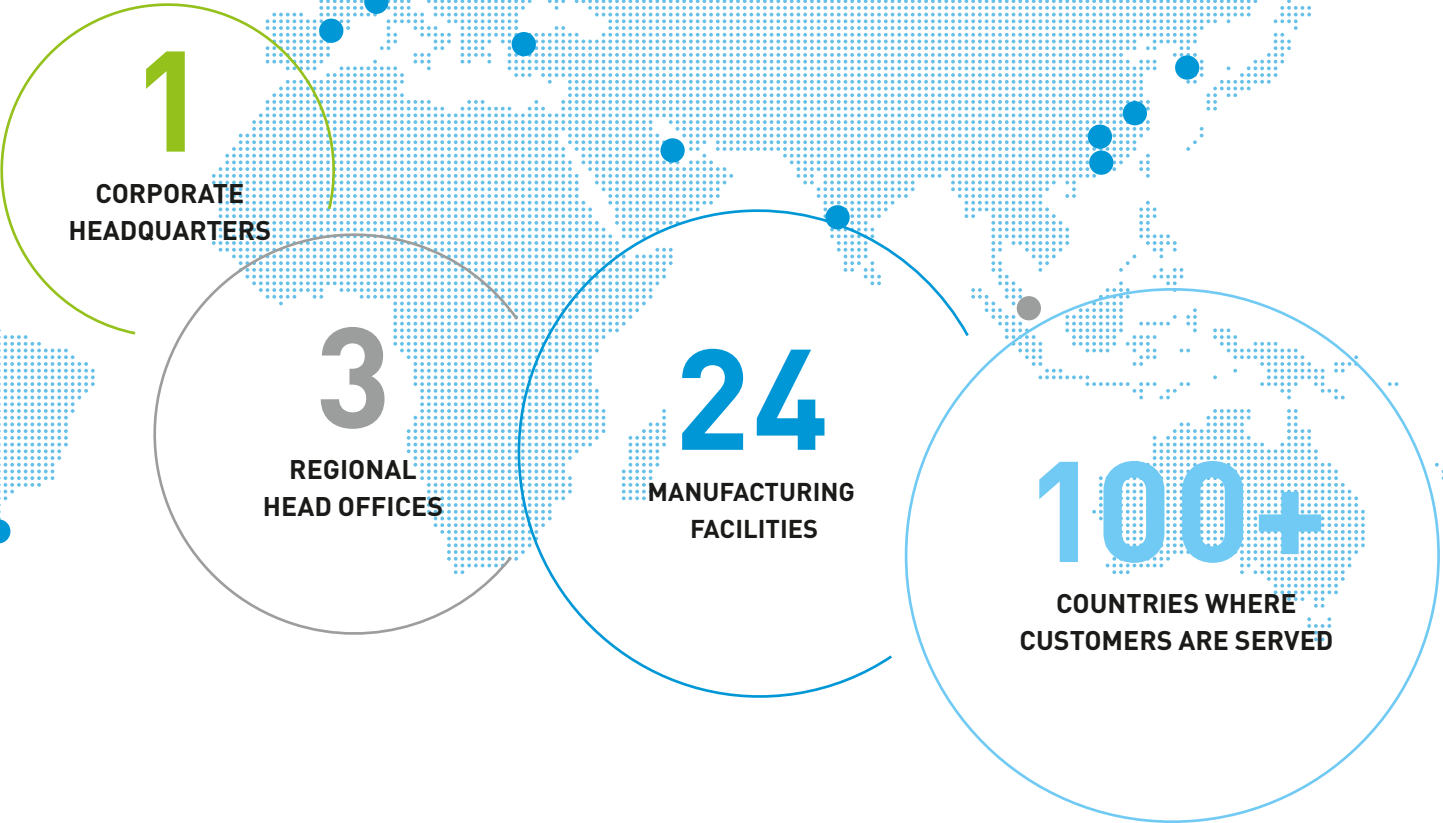 1
CORPORATE
HEADQUARTERS
3
REGIONAL
HEAD OFFICES
24
MANUFACTURING
FACILITIES
100+
COUNTRIES WHERE
CUSTOMERS ARE SERVED